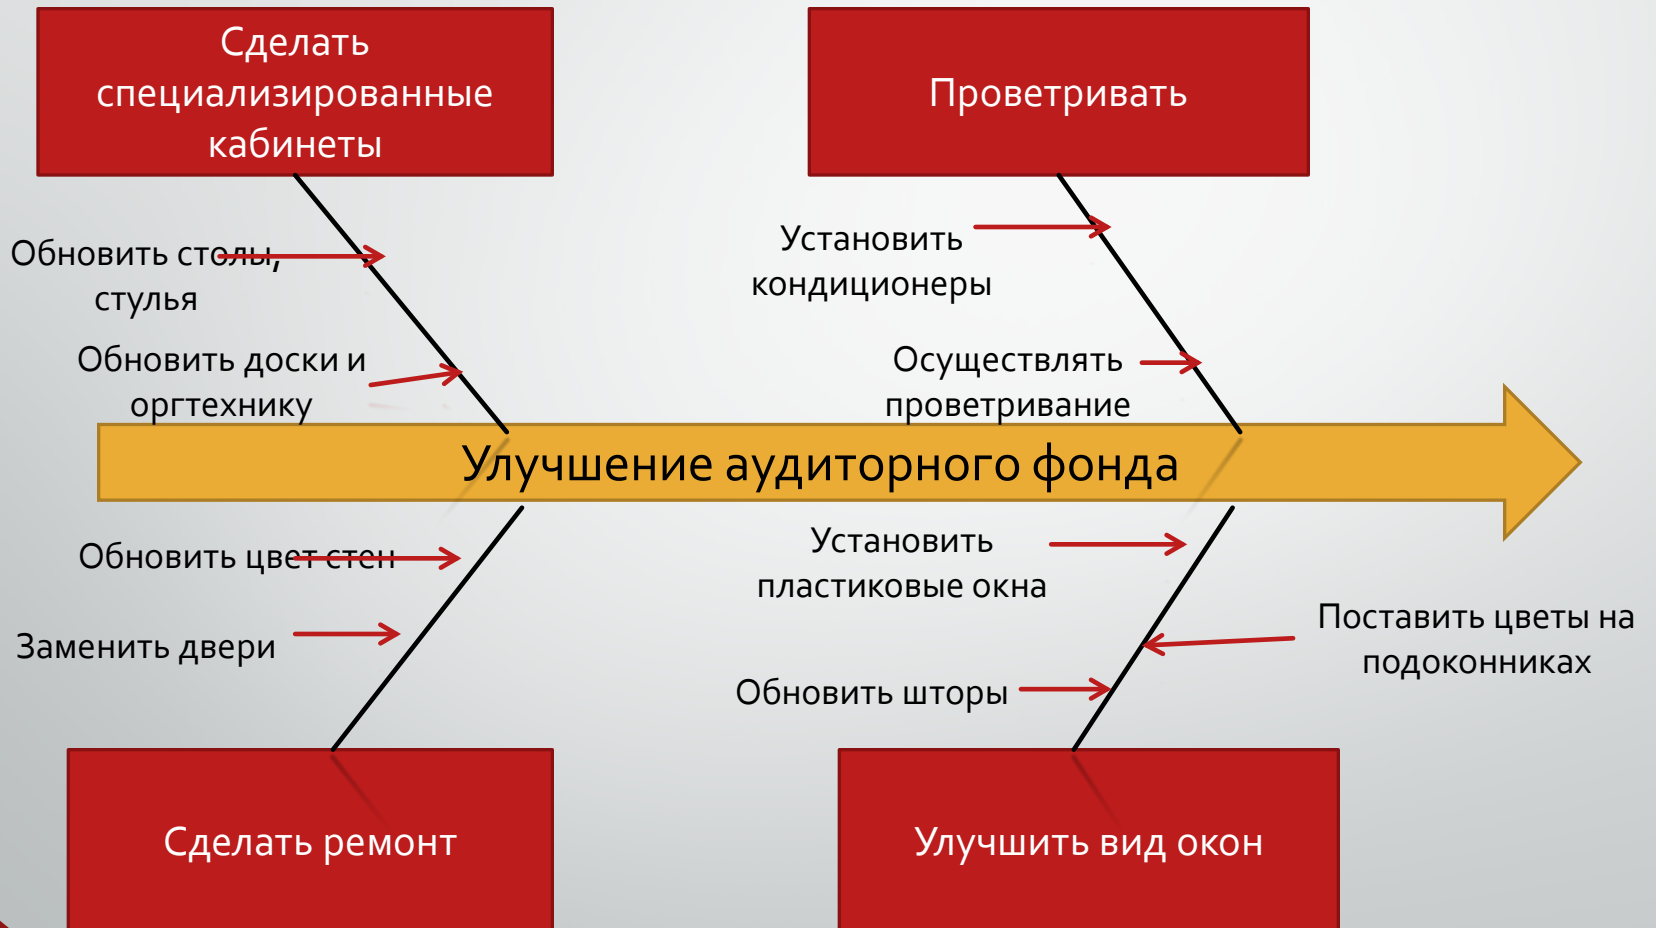 Сделать
специализированные
кабинеты
Проветривать
Обновить столы,
стулья
Обновить доски и
оргтехнику
Установить
кондиционеры
Осуществлять
проветривание
Улучшение аудиторного фонда
Обновить цвет стен
Заменить двери
Установить
пластиковые окна
Поставить цветы на
подоконниках
Обновить шторы
Сделать ремонт
Улучшить вид окон